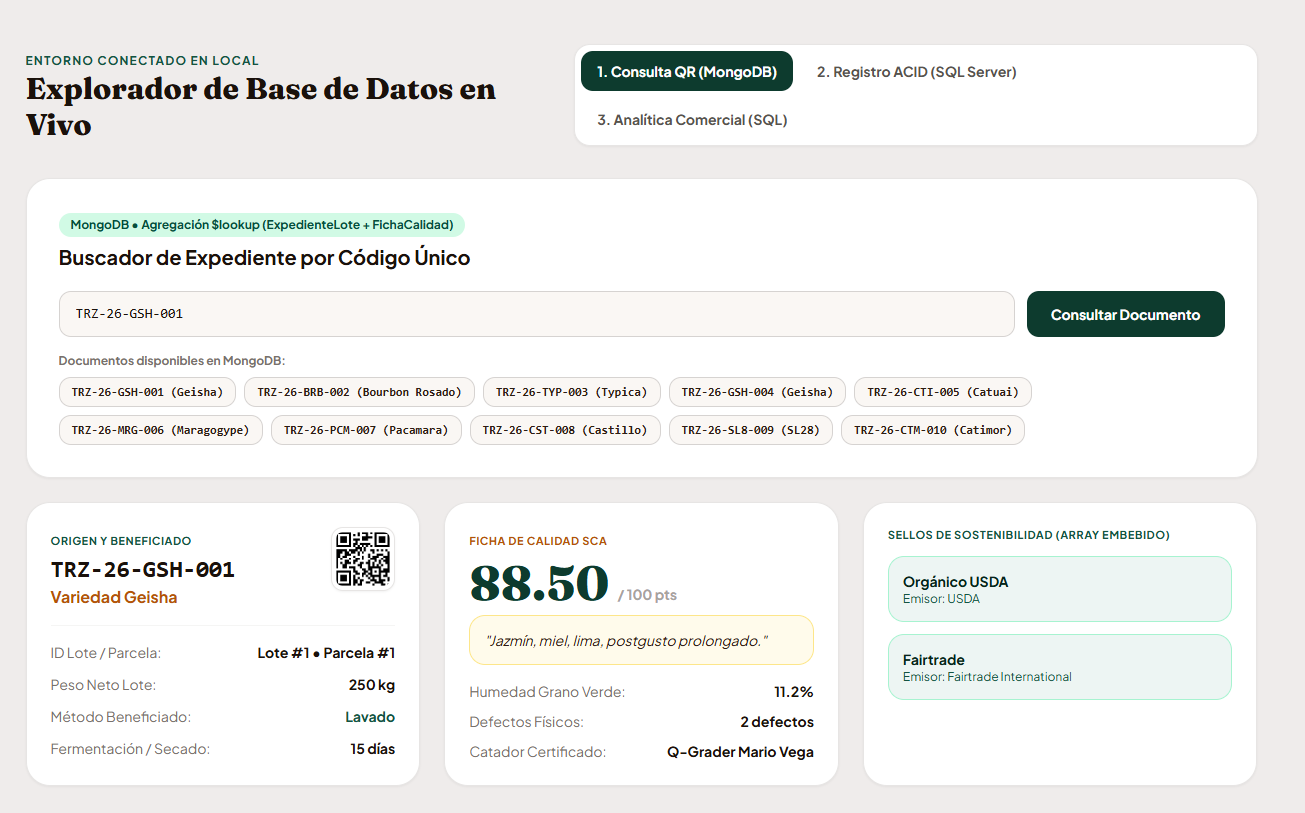 ENTORNO CONECTADO EN LOCAL
Explorador de Base de Datos en
Vivo
1. Consulta QR (MongoDB)
2. Registro ACID (SQL Server)
3. Analítica Comercial (SQL)
MongoDB • Agregación $lookup (ExpedienteLote + FichaCalidad)
Buscador de Expediente por Código Único
TRZ-26-GSH-001
Consultar Documento
Documentos disponibles en MongoDB:
TRZ-26-GSH-001 (Geisha)
TRZ-26-BRB-002 (Bourbon Rosado)
TRZ-26-TYP-003 (Typica)
TRZ-26-GSH-004 (Geisha)
TRZ-26-CTI-005 (Catuai)
TRZ-26-MRG-006 (Maragogype)
TRZ-26-PCM-007 (Pacamara)
TRZ-26-CST-008 (Castillo)
TRZ-26-SL8-009 (SL28)
TRZ-26-CTM-010 (Catimor)
ORIGEN Y BENEFICIADO
TRZ-26-GSH-001
Variedad Geisha
ID Lote / Parcela: Lote #1 • Parcela #1
Peso Neto Lote: 250 kg
Método Beneficiado: Lavado
Fermentación / Secado: 15 días
FICHA DE CALIDAD SCA
88.50 / 100 pts
"Jazmín, miel, lima, postgusto prolongado."
Humedad Grano Verde: 11.2%
Defectos Físicos: 2 defectos
Catador Certificado: Q-Grader Mario Vega
SELLOS DE SOSTENIBILIDAD (ARRAY EMBEBIDO)
Orgánico USDA
Emisor: USDA
Fairtrade
Emisor: Fairtrade International